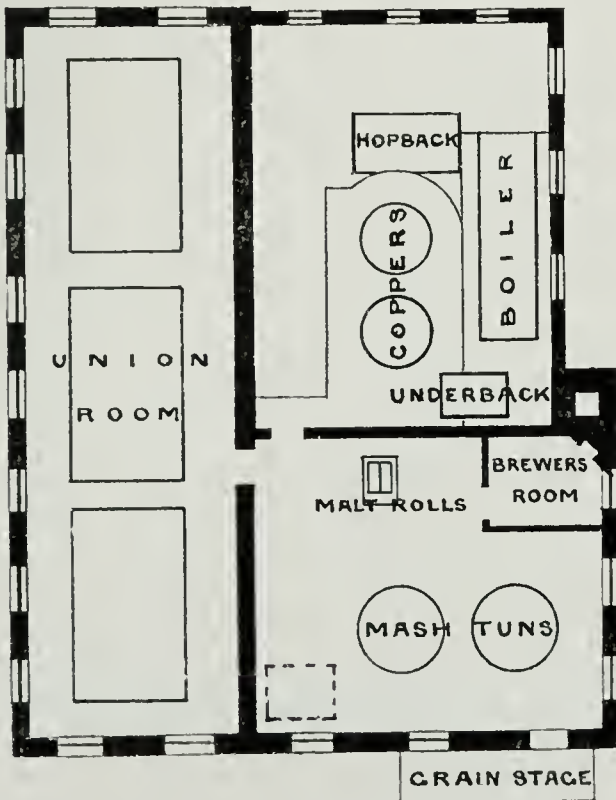 HOPBACK
COPPERS
BOILER
UNION
ROOM
UNDERBACK
BREWERS
ROOM
MALT ROLLS
MASH TUNS
GRAIN STAGE